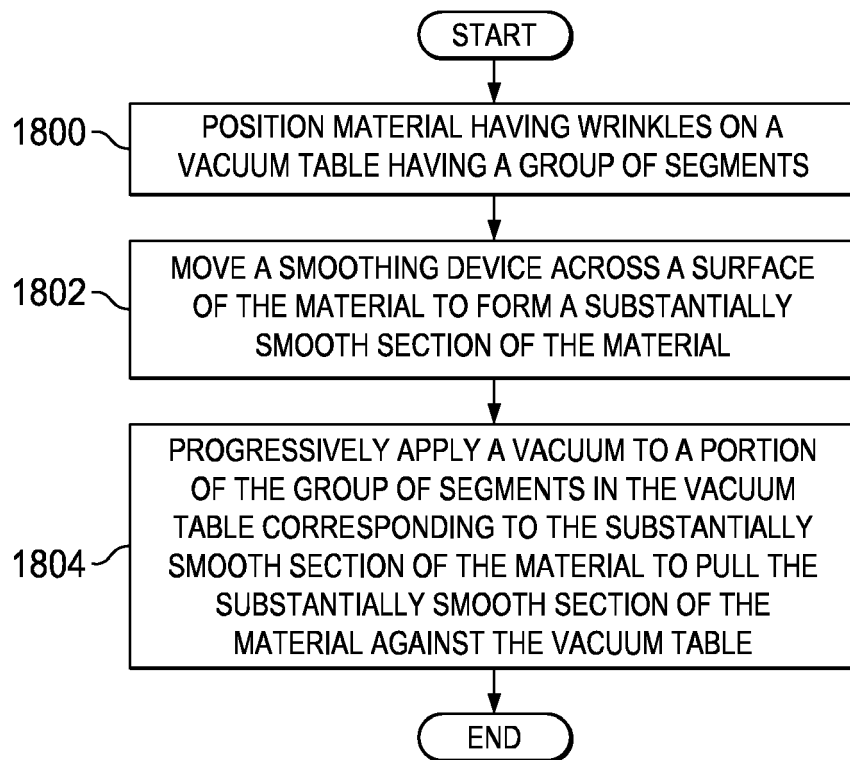 START
1800
POSITION MATERIAL HAVING WRINKLES ON A
VACUUM TABLE HAVING A GROUP OF SEGMENTS
1802
MOVE A SMOOTHING DEVICE ACROSS A SURFACE
OF THE MATERIAL TO FORM A SUBSTANTIALLY
SMOOTH SECTION OF THE MATERIAL
1804
PROGRESSIVELY APPLY A VACUUM TO A PORTION
OF THE GROUP OF SEGMENTS IN THE VACUUM
TABLE CORRESPONDING TO THE SUBSTANTIALLY
SMOOTH SECTION OF THE MATERIAL TO PULL THE
SUBSTANTIALLY SMOOTH SECTION OF THE
MATERIAL AGAINST THE VACUUM TABLE
END